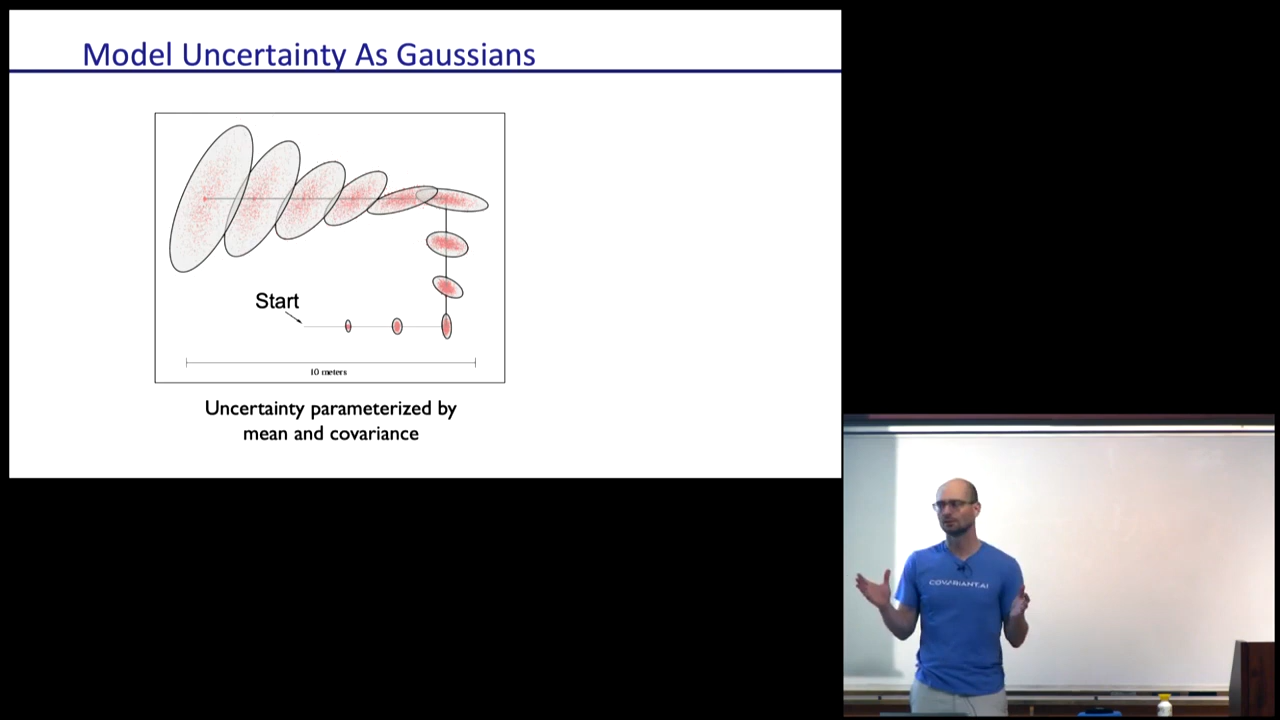 Model Uncertainty As Gaussians
Start
10 meters
Uncertainty parameterized by
mean and covariance
COVARIANT.AI